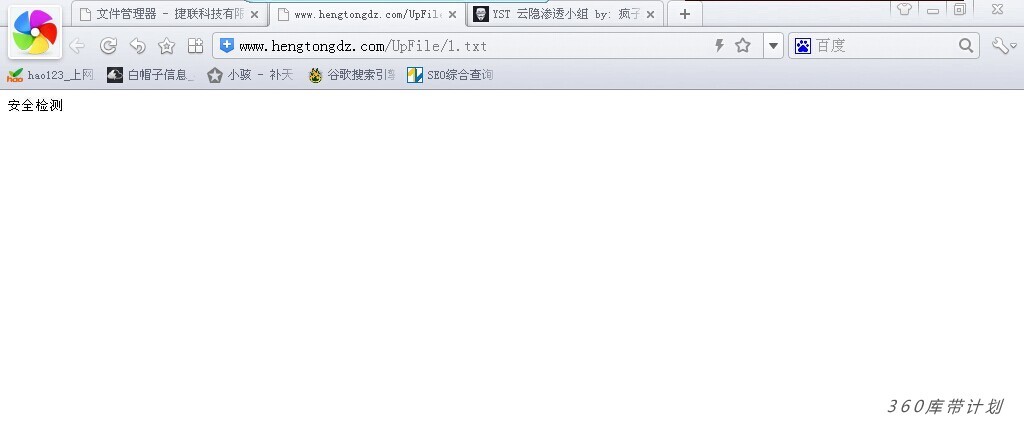 文件管理器 - 捷联科技有限
www.hengtongdz.com/UpFile
YST 云隐渗透小组 by: 疯子
www.hengtongdz.com/UpFile/1.txt
百度
hao123_上网
白帽子信息_
小孩 - 补天
谷歌搜索引擎
SEO综合查询
安全检测
360库带计划